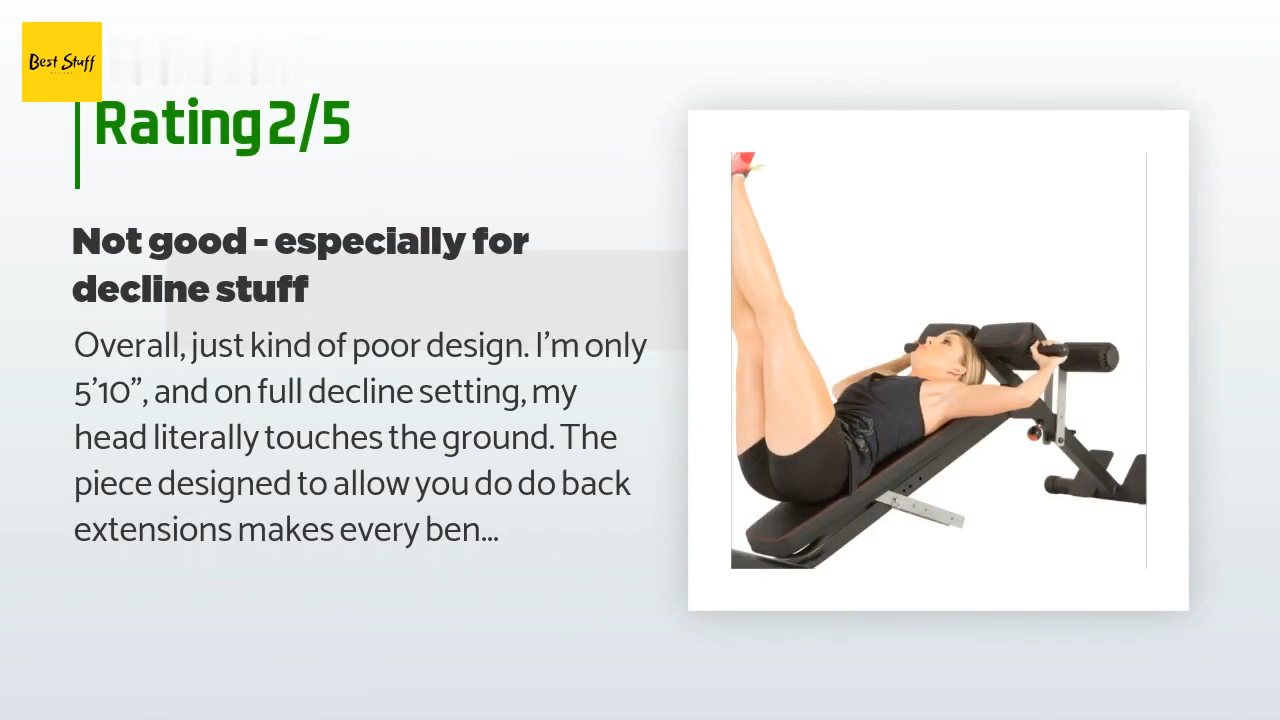 Best Stuff
Rating 2/5
Not good - especially for
decline stuff
Overall, just kind of poor design. I’m only
5’10”, and on full decline setting, my
head literally touches the ground. The
piece designed to allow you do do back
extensions makes every ben...